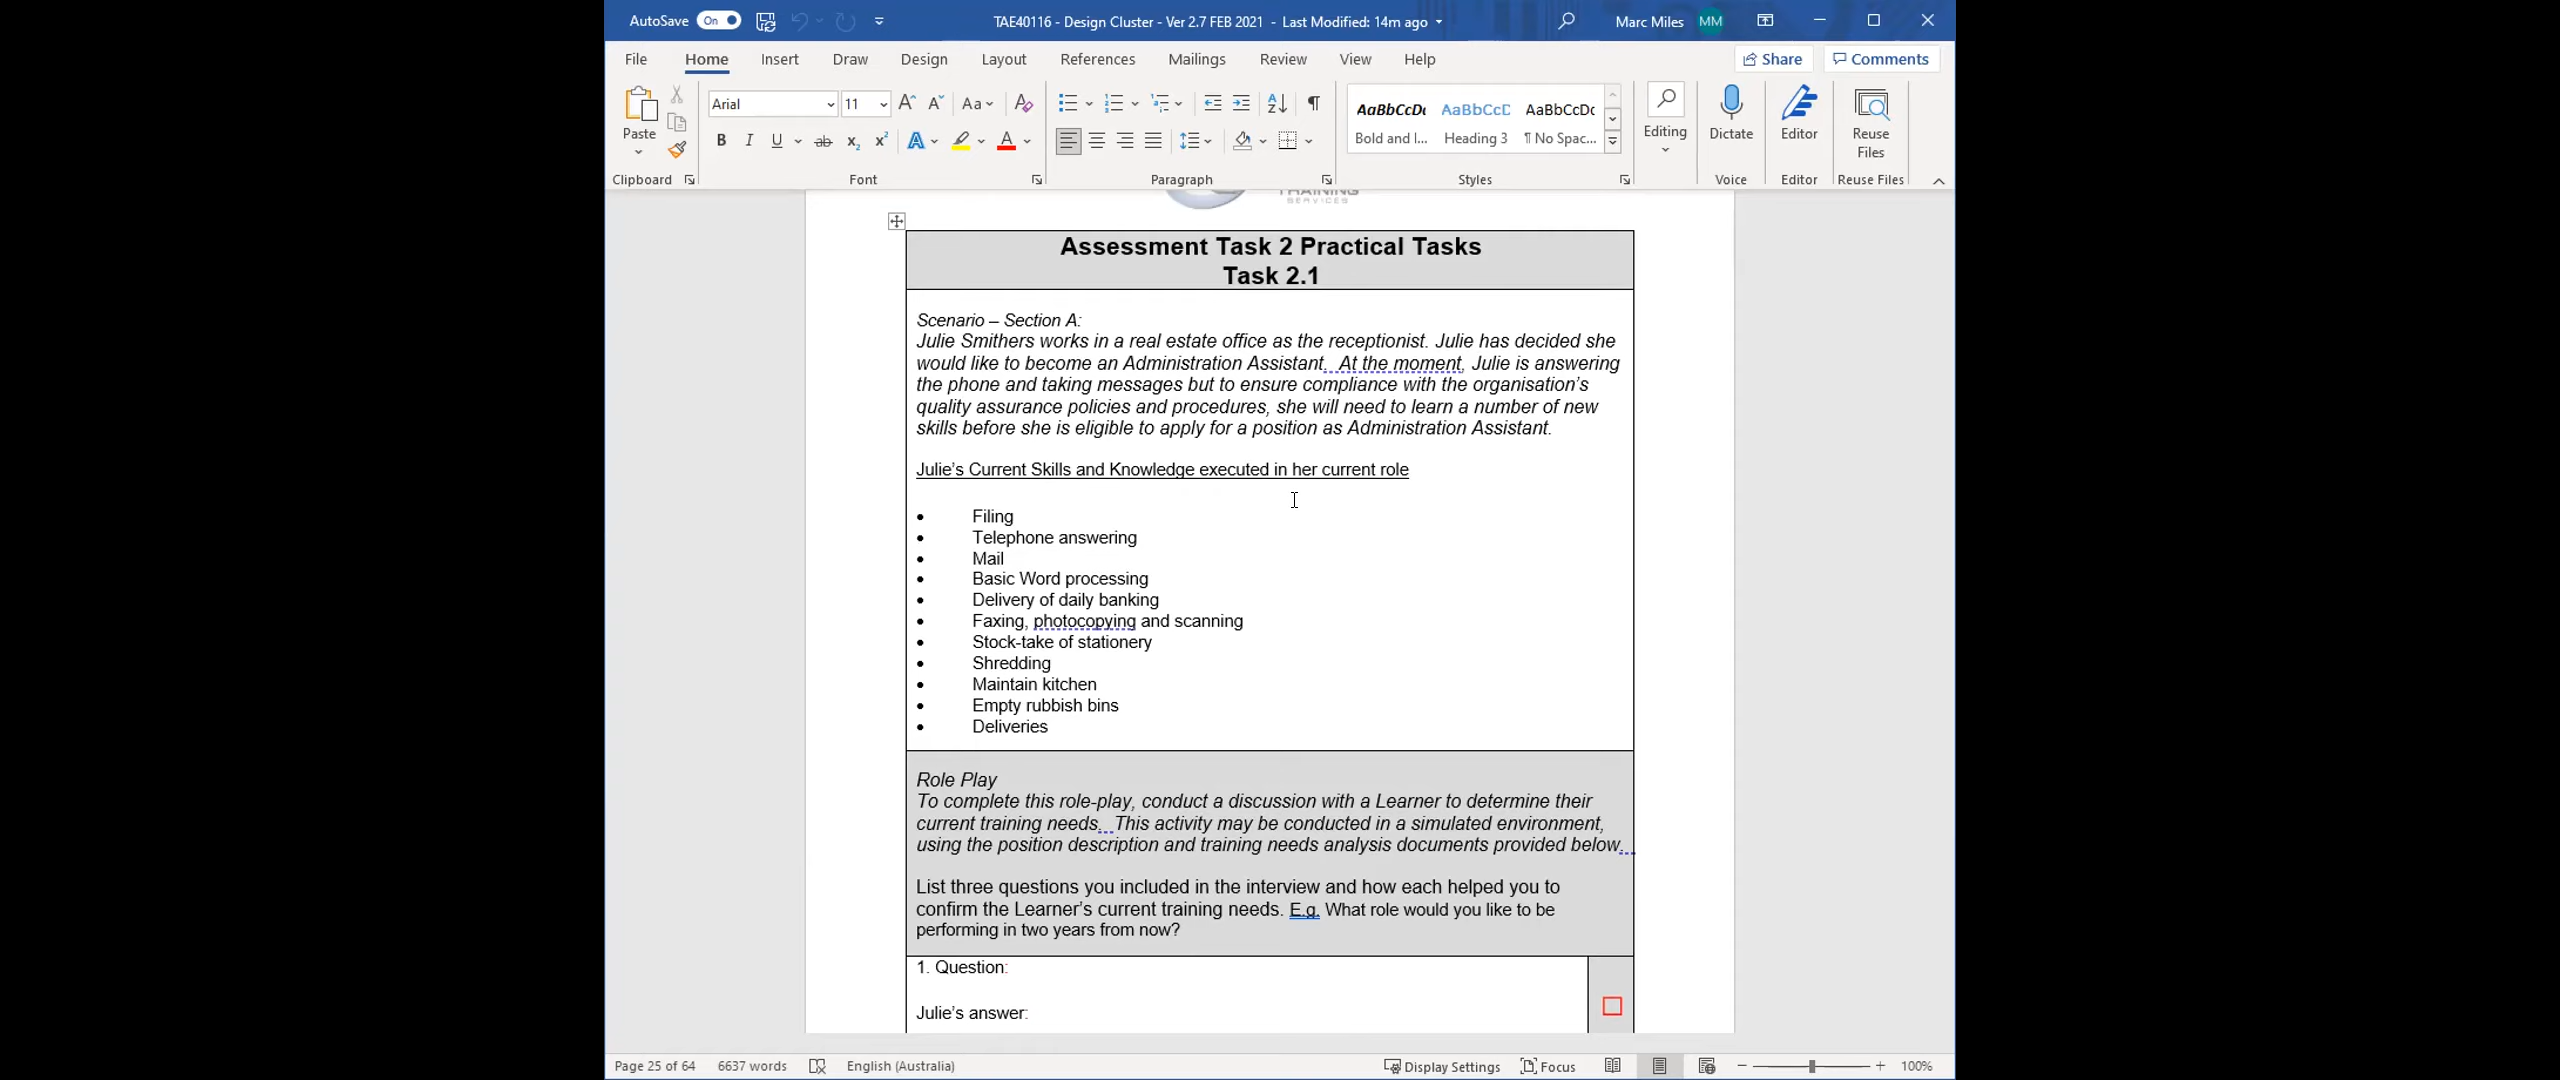 AutoSave On TAE40116 - Design Cluster - Ver 2.7 FEB 2021 - Last Modified: 14m ago Marc Miles MM
File Home Insert Draw Design Layout References Mailings Review View Help Share Comments
Paste Arial 11 Aa AaBbCcDc AaBbCcD AaBbCcDc
Bold and I... Heading 3 ¶ No Spac... Editing Dictate Editor Reuse Files
Clipboard Font Paragraph Styles Voice Editor Reuse Files
TRAINING
SERVICES
Assessment Task 2 Practical Tasks
Task 2.1
Scenario – Section A:
Julie Smithers works in a real estate office as the receptionist. Julie has decided she
would like to become an Administration Assistant.  At the moment, Julie is answering
the phone and taking messages but to ensure compliance with the organisation’s
quality assurance policies and procedures, she will need to learn a number of new
skills before she is eligible to apply for a position as Administration Assistant.
Julie’s Current Skills and Knowledge executed in her current role
• Filing
• Telephone answering
• Mail
• Basic Word processing
• Delivery of daily banking
• Faxing, photocopying and scanning
• Stock-take of stationery
• Shredding
• Maintain kitchen
• Empty rubbish bins
• Deliveries
Role Play
To complete this role-play, conduct a discussion with a Learner to determine their
current training needs.  This activity may be conducted in a simulated environment,
using the position description and training needs analysis documents provided below.
List three questions you included in the interview and how each helped you to
confirm the Learner’s current training needs. E.g. What role would you like to be
performing in two years from now?
1. Question:
Julie’s answer:
Page 25 of 64 6637 words English (Australia) Display Settings Focus 100%